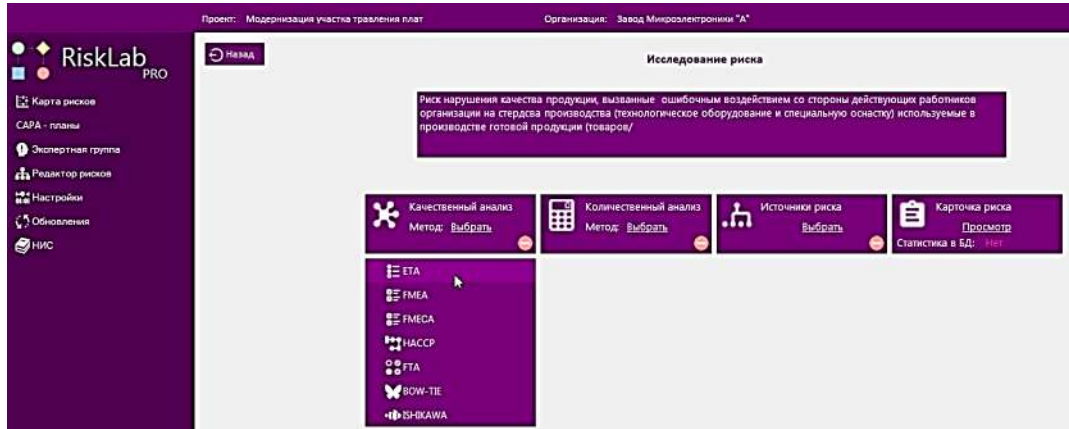 Проект: Модернизация участка травления плат Организация: Завод Микроэлектроники "А"
RiskLab
PRO
Карта рисков
CAPA - планы
Экспертная группа
Редактор рисков
Настройки
Обновления
НИС
Назад
Исследование риска
Риск нарушения качества продукции, вызванные ошибочным воздействием со стороны действующих работников
организации на стердсва производства (технологическое оборудование и специальную оснастку) используемые в
производстве готовой продукции (товаров/
Качественный анализ
Метод: Выбрать
Количественный анализ
Метод: Выбрать
Источники риска
Выбрать
Карточка риска
Просмотр
Статистика в БД: Нет
ETA
FMEA
FMECA
HACCP
FTA
BOW-TIE
ISHIKAWA